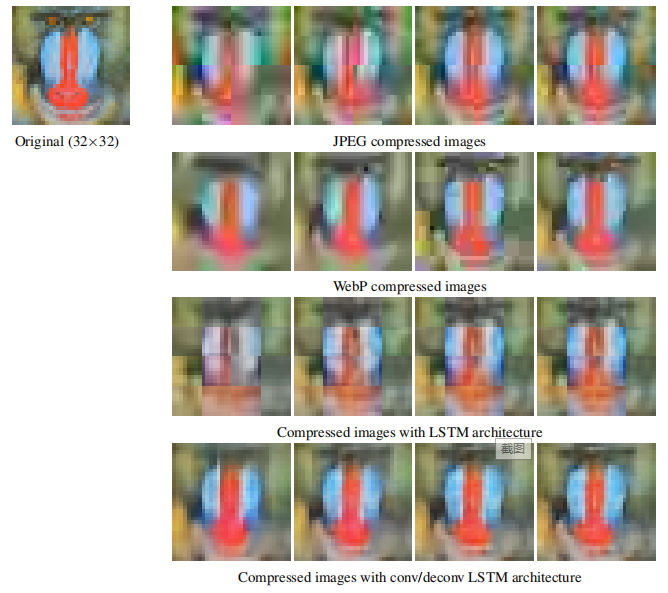 Original (32×32)
JPEG compressed images
WebP compressed images
Compressed images with LSTM architecture
截图
Compressed images with conv/deconv LSTM architecture